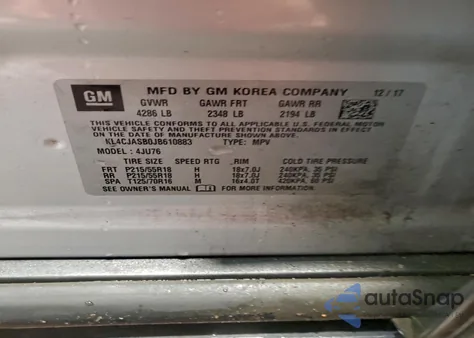 GM
MFD BY GM KOREA COMPANY 12/17
GVWR GAWR FRT GAWR RR
4286 LB 2348 LB 2194 LB
THIS VEHICLE CONFORMS TO ALL APPLICABLE U.S. FEDERAL
MOTOR VEHICLE SAFETY, BUMPER, AND THEFT PREVENTION
STANDARDS IN EFFECT ON THE DATE OF MANUFACTURE SHOWN ABOVE.
KL4CJASB0JB610883 TYPE: MPV
MODEL: 4JU76
TIRE SIZE SPEED RTG RIM COLD TIRE PRESSURE
FRT P215/55R18 H 18x7.0J 240KPA, 35 PSI
RR P215/55R18 H 18x7.0J 240KPA, 35 PSI
SPA T125/70R16 M 16x4.0T 420KPA, 60 PSI
SEE OWNER'S MANUAL FOR MORE INFORMATION
autoSnap